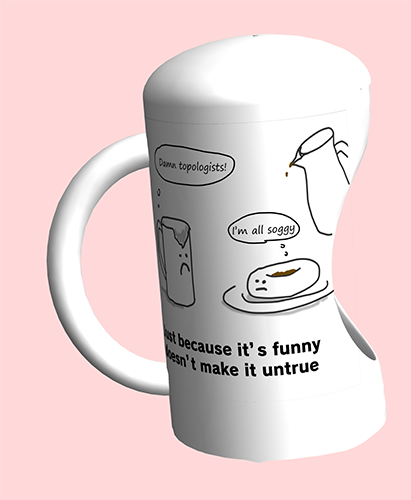 Damn topologists!
I'm all soggy
ust because it's funny
oesn't make it untrue